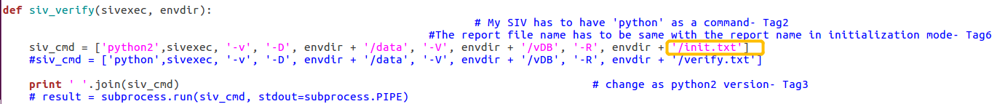 def siv_verify(sivexec, envdir):
# My SIV has to have 'python' as a command- Tag2
#The report file name has to be same with the report name in initialization mode- Tag6
siv_cmd = ['python2',sivexec, '-v', '-D', envdir + '/data', '-V', envdir + '/vDB', '-R', envdir + '/init.txt']
#siv_cmd = ['python',sivexec, '-v', '-D', envdir + '/data', '-V', envdir + '/vDB', '-R', envdir + '/verify.txt']
print ' '.join(siv_cmd) # change as python2 version- Tag3
# result = subprocess.run(siv_cmd, stdout=subprocess.PIPE)